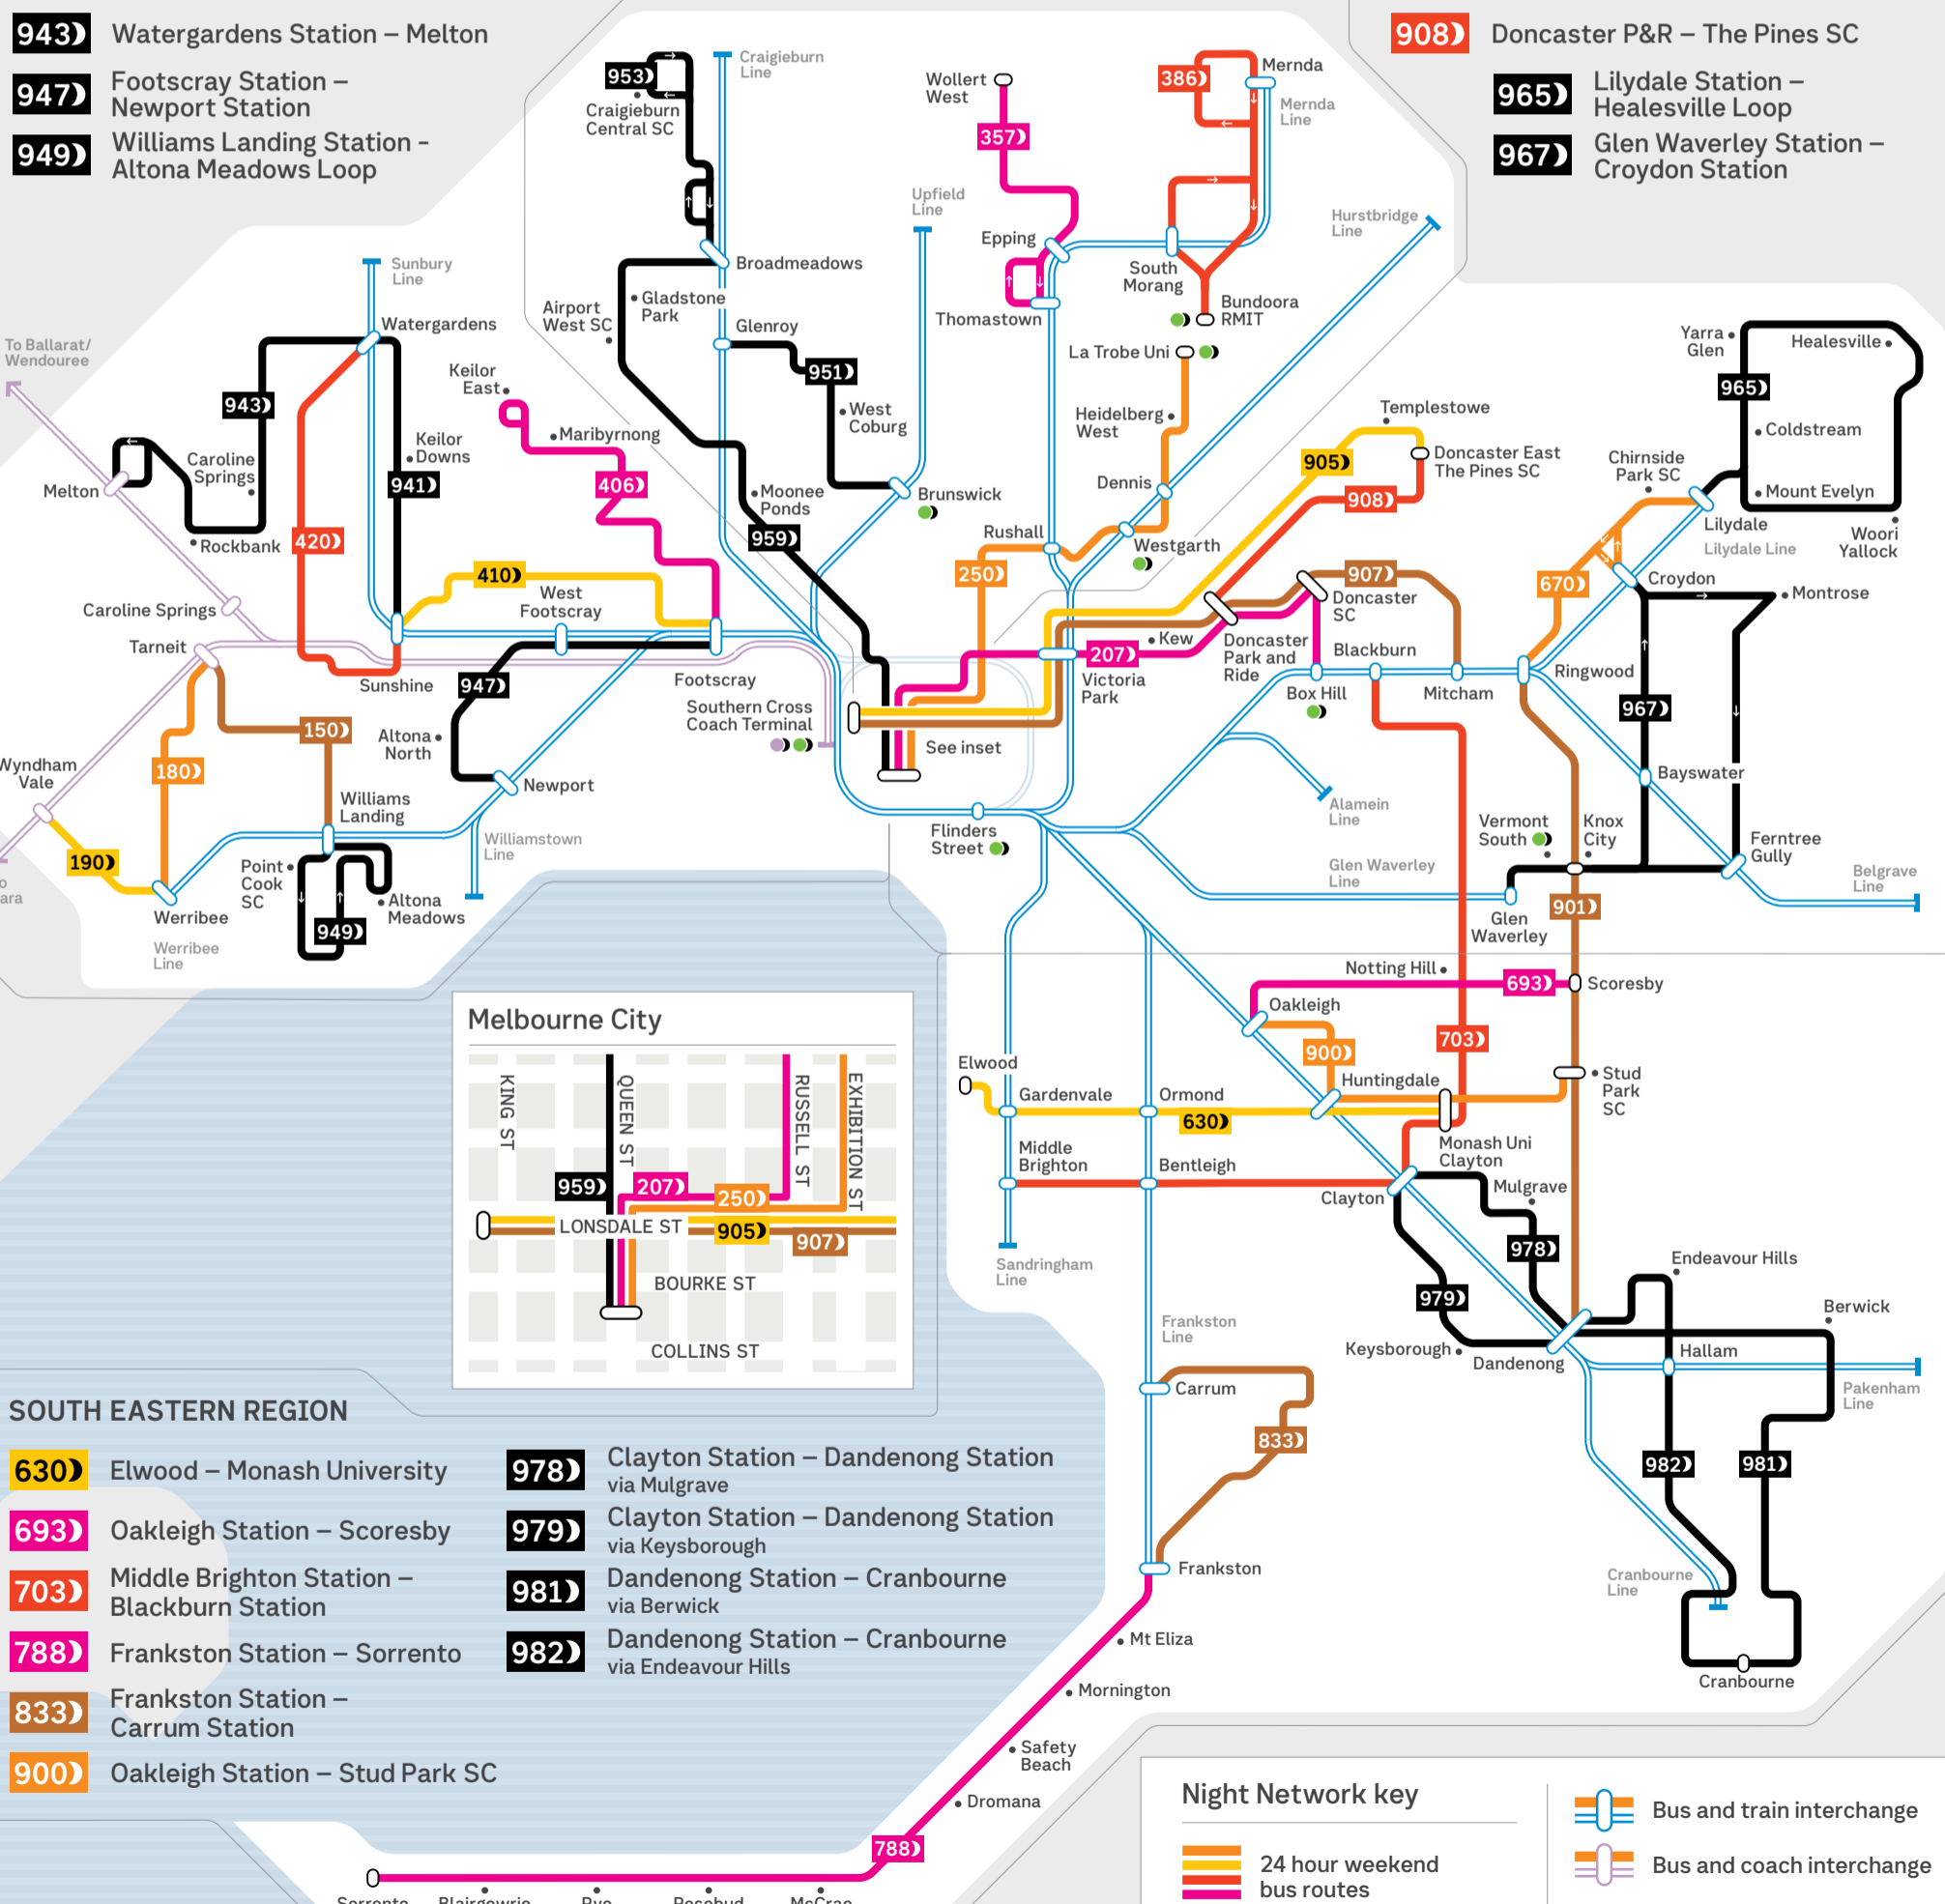 943
Watergardens Station – Melton
947
Footscray Station –
Newport Station
949
Williams Landing Station -
Altona Meadows Loop
908
Doncaster P&R – The Pines SC
965
Lilydale Station –
Healesville Loop
967
Glen Waverley Station –
Croydon Station
953
Craigieburn
Central SC
Craigieburn
Line
Wollert
West
357
386
Mernda
Mernda
Line
Upfield
Line
Hurstbridge
Line
Epping
South
Morang
Bundoora
RMIT
Thomastown
La Trobe Uni
Broadmeadows
Gladstone
Park
Airport
West SC
Glenroy
951
West
Coburg
Sunbury
Line
Watergardens
To Ballarat/
Wendouree
Keilor
East
943
Keilor
Downs
Maribyrnong
406
941
Caroline
Springs
Melton
Rockbank
420
Moonee
Ponds
959
Brunswick
Heidelberg
West
Dennis
Rushall
Westgarth
250
Templestowe
905
Doncaster East
The Pines SC
908
Yarra
Glen
Healesville
965
Coldstream
Chirnside
Park SC
Mount Evelyn
Lilydale
Lilydale Line
Woori
Yallock
670
Croydon
Montrose
907
Doncaster
SC
410
West
Footscray
Caroline Springs
Tarneit
Sunshine
947
Footscray
Kew
207
Victoria
Park
Doncaster
Park and
Ride
Blackburn
Box Hill
Mitcham
Ringwood
967
Southern Cross
Coach Terminal
See inset
150
180
Altona
North
Newport
Wyndham
Vale
Williams
Landing
Williamstown
Line
190
Point
Cook
SC
Altona
Meadows
949
Werribee
Werribee
Line
Flinders
Street
Alamein
Line
Glen Waverley
Line
Bayswater
Vermont
South
Knox
City
Ferntree
Gully
Belgrave
Line
901
Glen
Waverley
Notting Hill
693
Scoresby
Oakleigh
703
900
Elwood
Gardenvale
Ormond
Huntingdale
Stud
Park
SC
630
Middle
Brighton
Bentleigh
Monash Uni
Clayton
Clayton
Mulgrave
978
Sandringham
Line
979
Endeavour Hills
Berwick
Keysborough
Dandenong
Hallam
Pakenham
Line
Frankston
Line
Carrum
833
982
981
Frankston
Cranbourne
Line
Cranbourne
Mt Eliza
Mornington
Safety
Beach
Dromana
788
Sorrento
Blairgowrie
Rye
Rosebud
McCrae
Melbourne City
KING ST
QUEEN ST
RUSSELL ST
EXHIBITION ST
959
207
250
LONSDALE ST
905
907
BOURKE ST
COLLINS ST
SOUTH EASTERN REGION
630
Elwood – Monash University
693
Oakleigh Station – Scoresby
703
Middle Brighton Station –
Blackburn Station
788
Frankston Station – Sorrento
833
Frankston Station –
Carrum Station
900
Oakleigh Station – Stud Park SC
978
Clayton Station – Dandenong Station
via Mulgrave
979
Clayton Station – Dandenong Station
via Keysborough
981
Dandenong Station – Cranbourne
via Berwick
982
Dandenong Station – Cranbourne
via Endeavour Hills
Night Network key
24 hour weekend
bus routes
Bus and train interchange
Bus and coach interchange